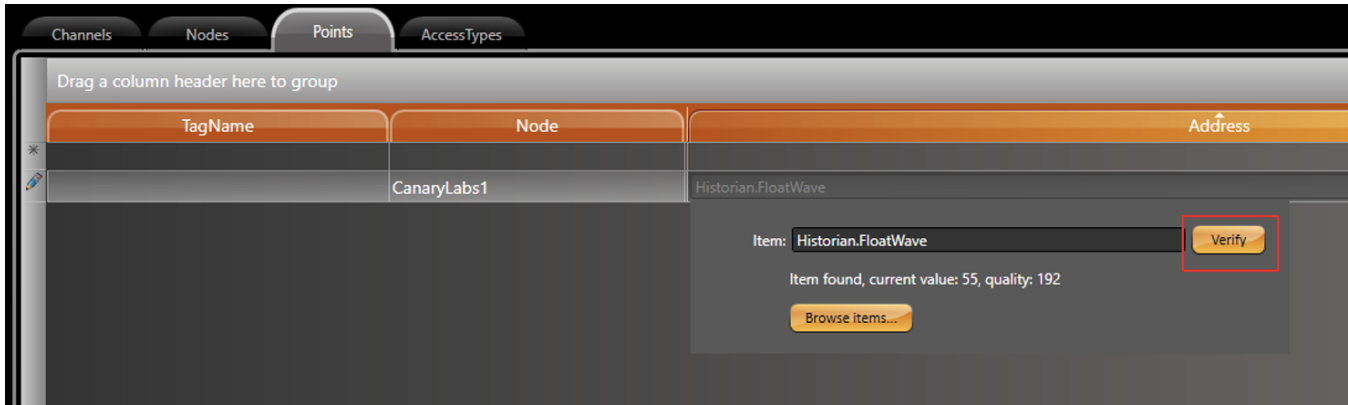 Channels Nodes Points AccessTypes
Drag a column header here to group
TagName Node Address
CanaryLabs1 Historian.FloatWave
Item: Historian.FloatWave Verify
Item found, current value: 55, quality: 192
Browse items...